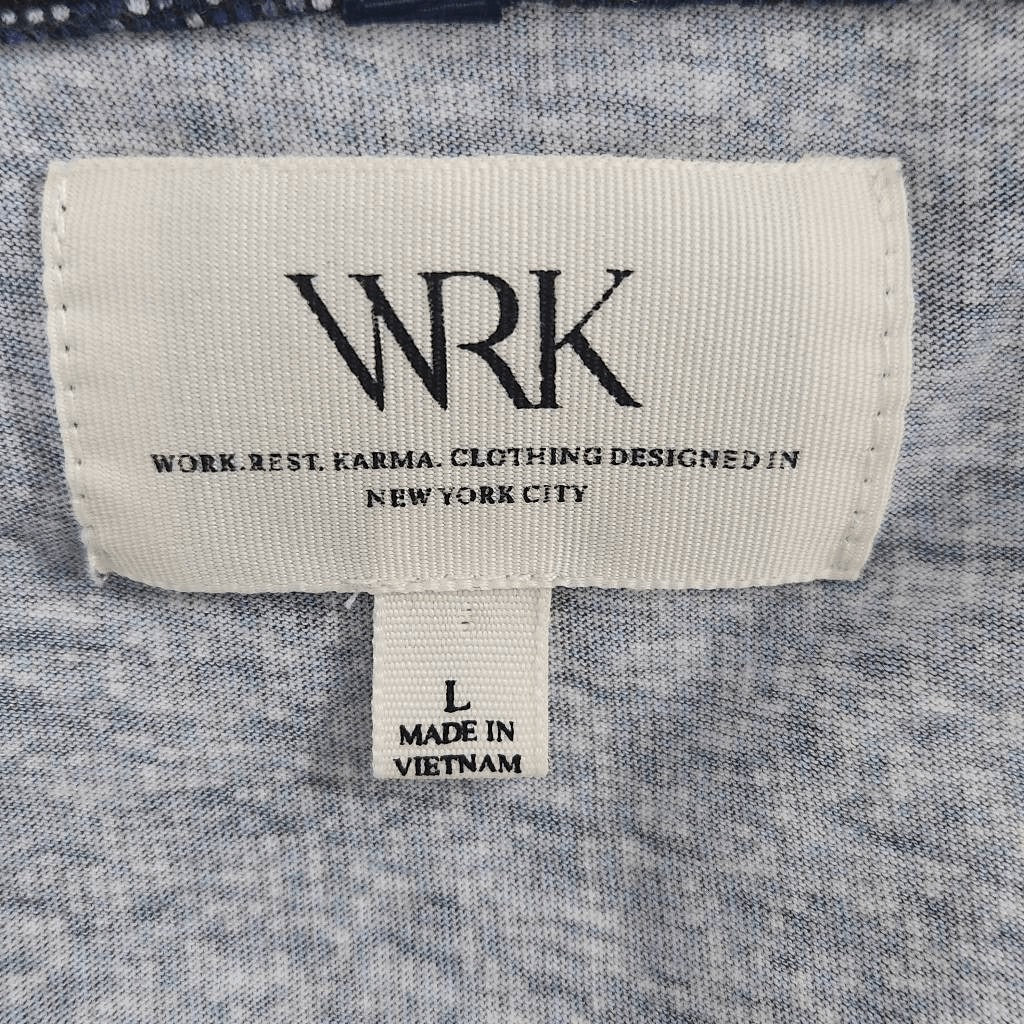 WRK
WORK.REST. KARMA. CLOTHING DESIGNED IN
NEW YORK CITY
L
MADE IN
VIETNAM